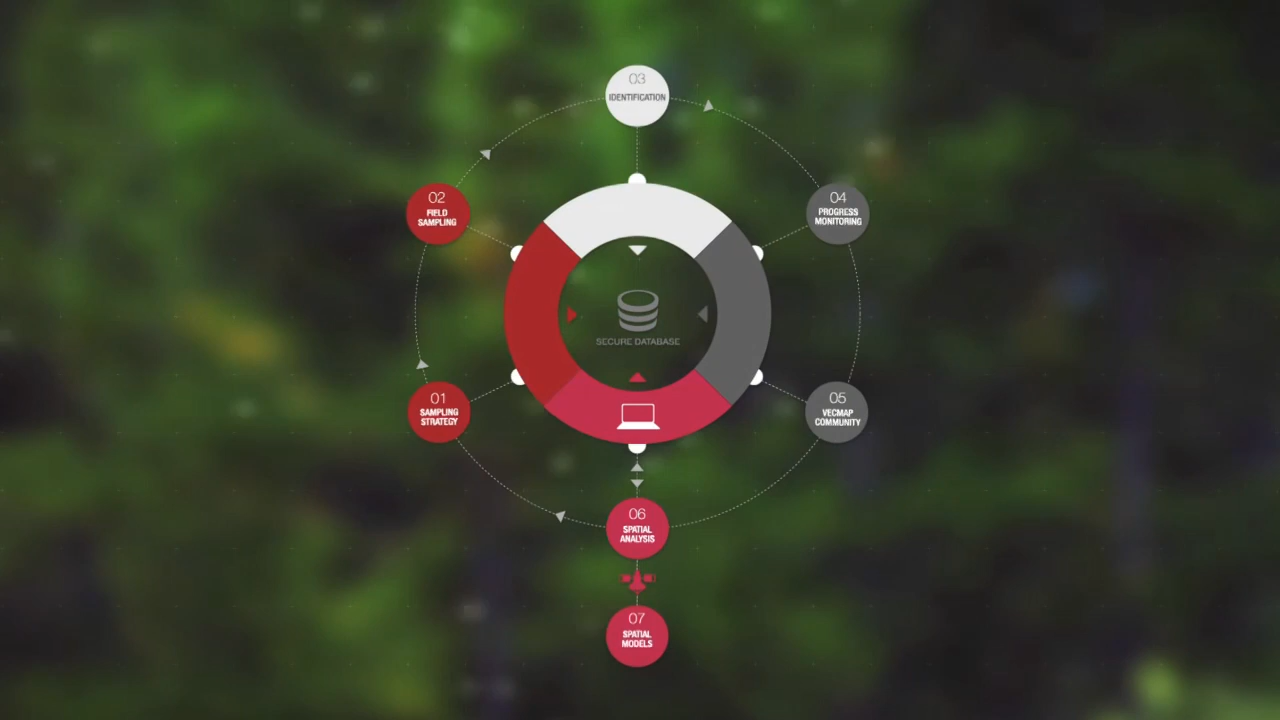 03
IDENTIFICATION
02
FIELD
SAMPLING
04
PROGRESS
MONITORING
SECURE DATABASE
01
SAMPLING
STRATEGY
05
VECMAP
COMMUNITY
06
SPATIAL
ANALYSIS
07
SPATIAL
MODELS